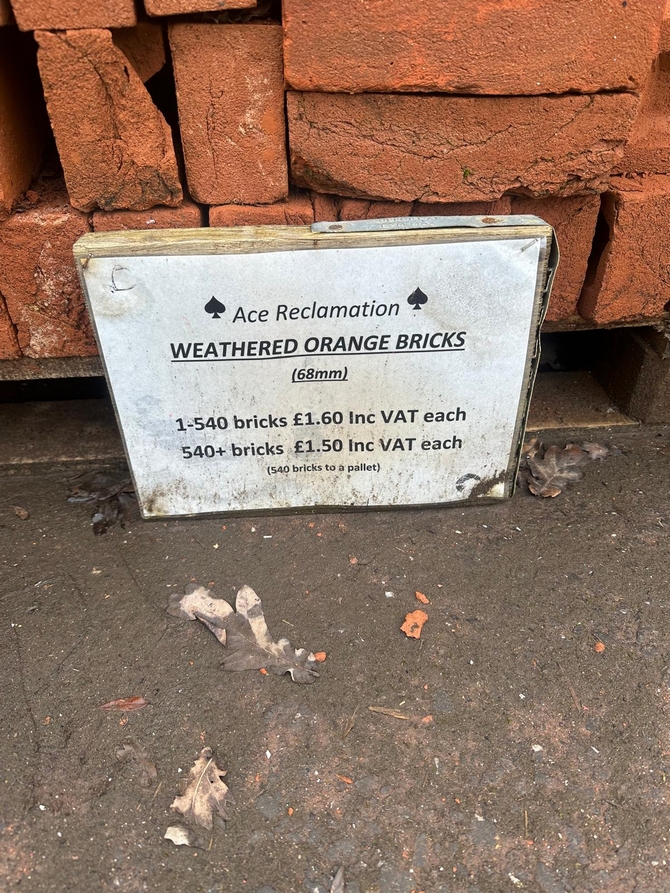 Ace Reclamation
WEATHERED ORANGE BRICKS
(68mm)
1-540 bricks £1.60 Inc VAT each
540+ bricks £1.50 Inc VAT each
(540 bricks to a pallet)